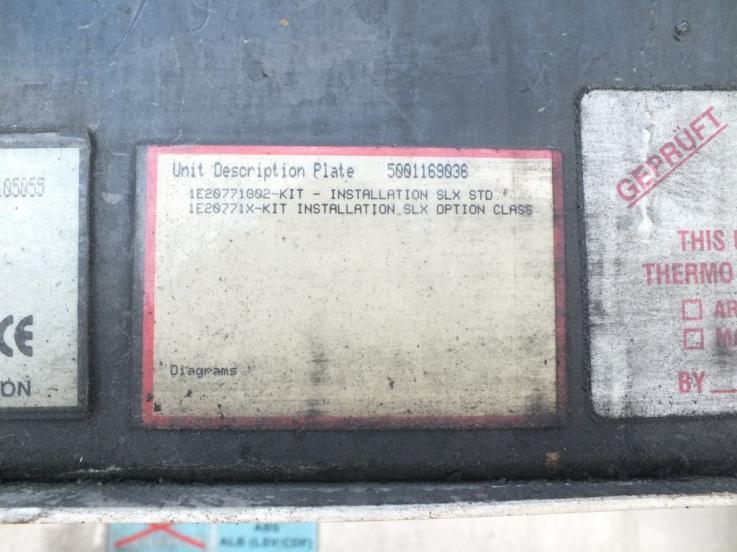 105055
CE
ON
Unit Description Plate 5001169036
1E20771G02-KIT - INSTALLATION SLX STD
1E20771X-KIT INSTALLATION SLX OPTION CLASS
Diagrams
GEPRÜFT
THIS
THERMO
BY